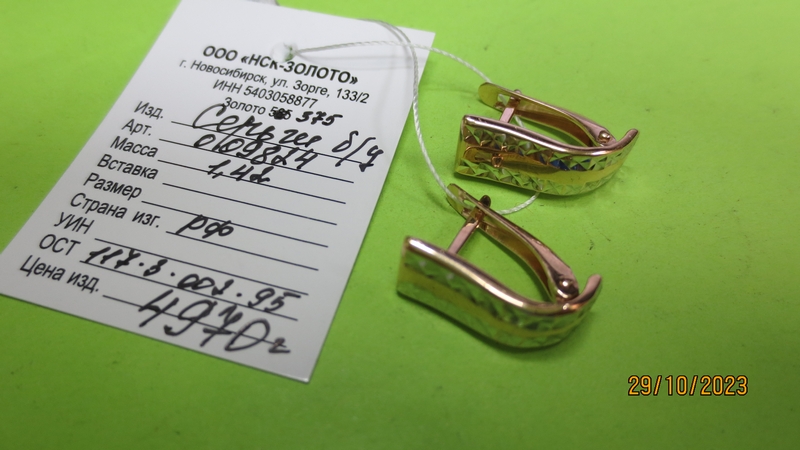 ООО «НСК-ЗОЛОТО»
г. Новосибирск, ул. Зорге, 133/2
ИНН 5403058877
Золото 585 375
Изд. Серьги б/у
Арт. 0109824
Масса 1,42
Вставка
Размер
Страна изг. РФ
УИН
ОСТ 117-3-002-95
Цена изд. 4970
29/10/2023